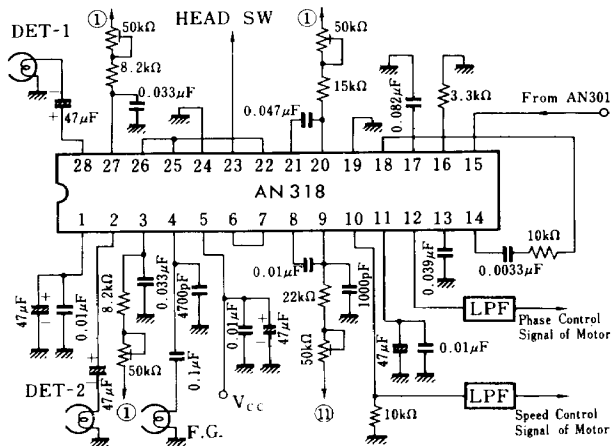 ① HEAD SW ①
DET-1
50kΩ
50kΩ
8.2kΩ
15kΩ
0.033μF
0.047μF
0.082μF
3.3kΩ
From AN301
+ 47μF
28 27 26 25 24 23 22 21 20 19 18 17 16 15
AN 318
1 2 3 4 5 6 7 8 9 10 11 12 13 14
10kΩ
0.0033μF
0.039μF
47μF
0.01μF
47μF
8.2kΩ
0.033μF
4700pF
0.01μF
0.01μF
47μF
22kΩ
1000pF
50kΩ
0.1μF
50kΩ
47μF
0.01μF
LPF
Phase Control
Signal of Motor
DET-2
①
F.G.
VCC
⑪
10kΩ
LPF
Speed Control
Signal of Motor